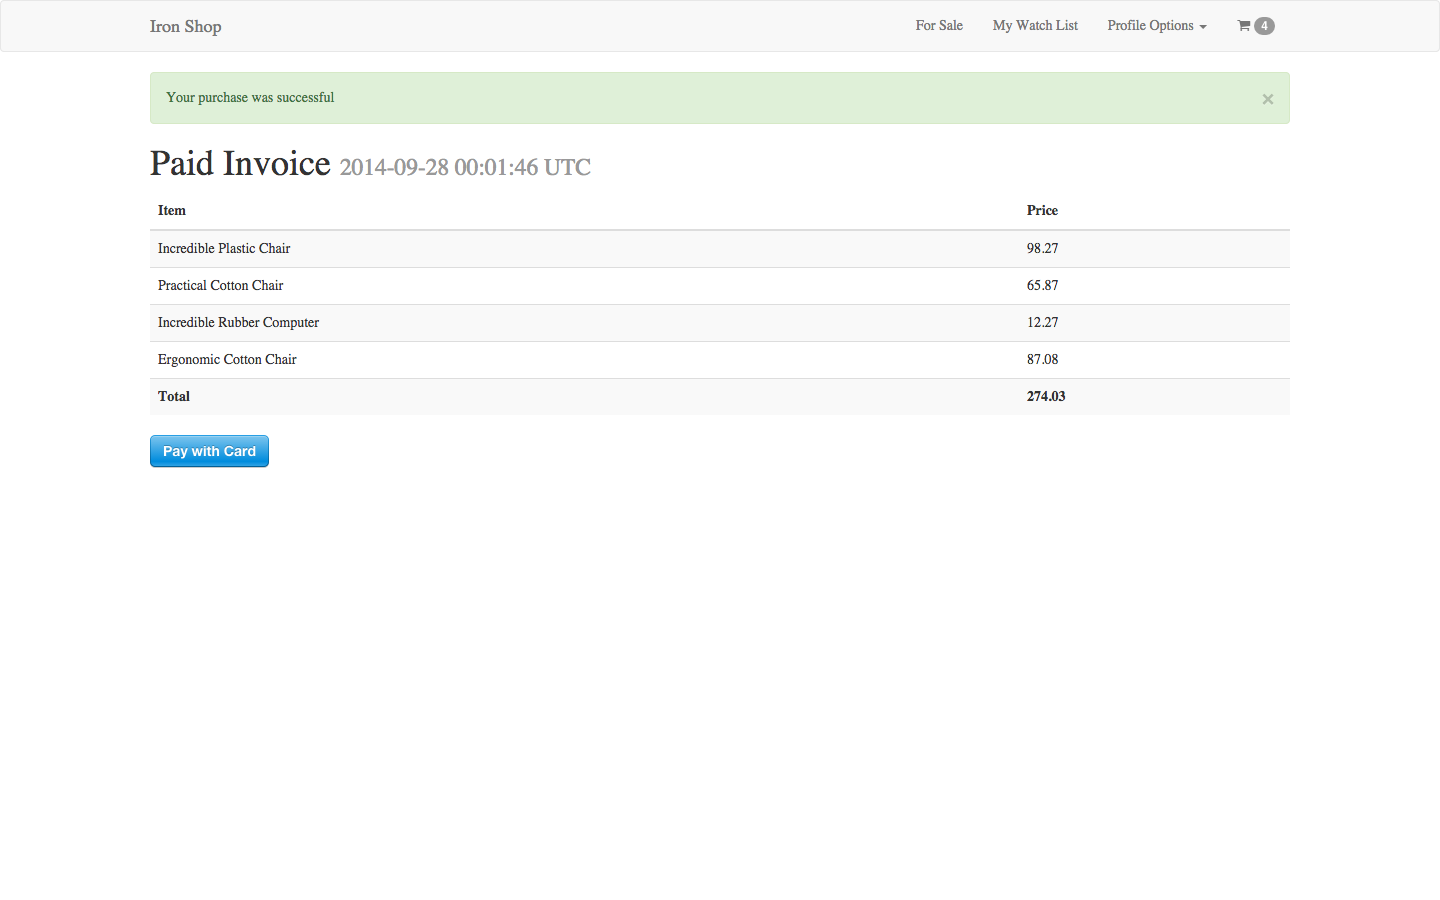 Iron Shop For Sale My Watch List Profile Options 4
Your purchase was successful ×
Paid Invoice 2014-09-28 00:01:46 UTC
Item Price
Incredible Plastic Chair 98.27
Practical Cotton Chair 65.87
Incredible Rubber Computer 12.27
Ergonomic Cotton Chair 87.08
Total 274.03
Pay with Card